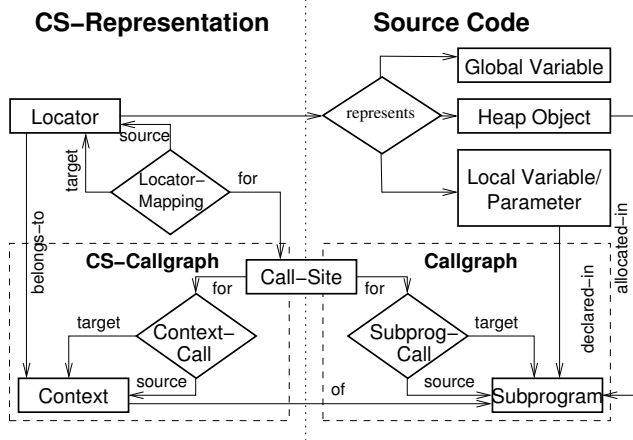 CS−Representation
Source Code
Global Variable
Locator
represents
Heap Object
source
target
Locator−
Mapping
for
Local Variable/
Parameter
belongs−to
allocated−in
declared−in
CS−Callgraph
Call−Site
Callgraph
for
for
target
Context−
Call
Subprog−
Call
target
source
source
Context
of
Subprogram